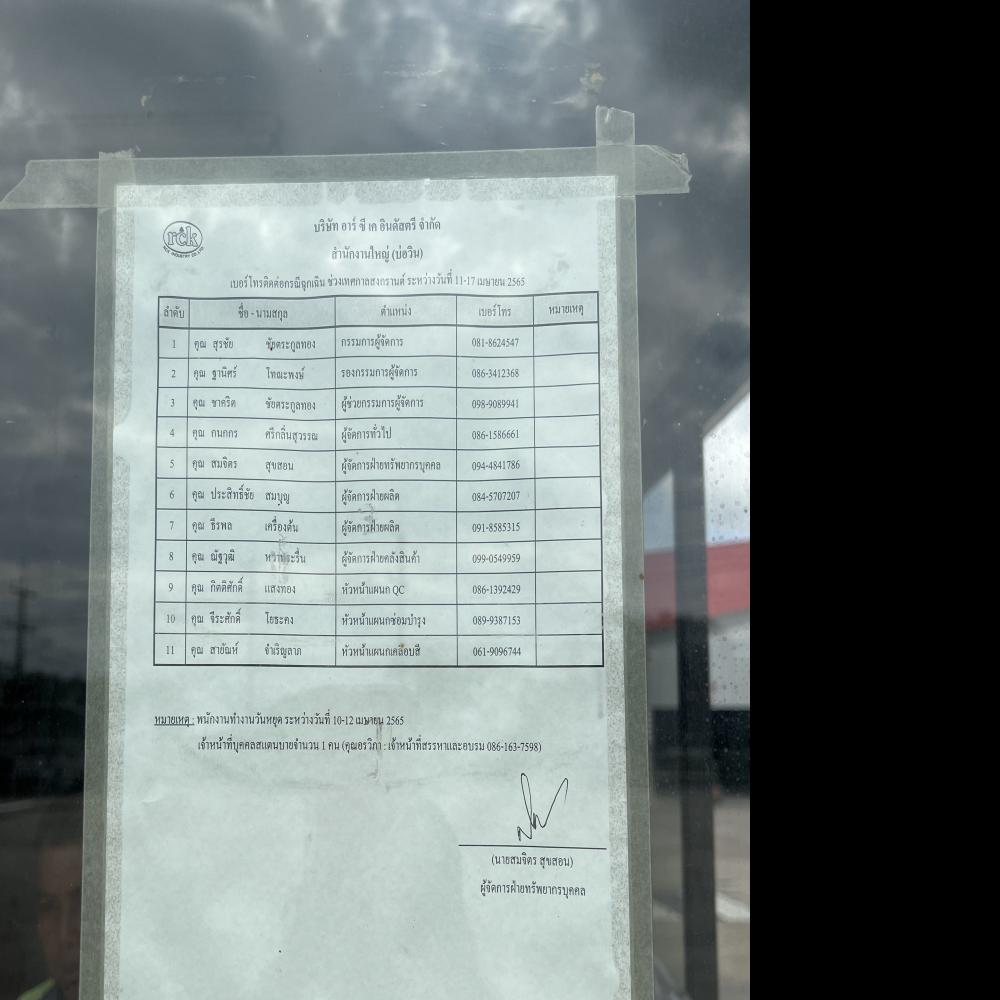 rck
RCK INDUSTRY CO.,LTD.
บริษัท อาร์ ซี เค อินดัสตรี จำกัด
สำนักงานใหญ่ (บ่อวิน)
เบอร์โทรติดต่อกรณีฉุกเฉิน ช่วงเทศกาลสงกรานต์ ระหว่างวันที่ 11-17 เมษายน 2565
ลำดับ ชื่อ - นามสกุล ตำแหน่ง เบอร์โทร หมายเหตุ
1 คุณ สุรชัย ชัยตระกูลทอง กรรมการผู้จัดการ 081-8624547
2 คุณ ฐานิศร์ โทณะพงษ์ รองกรรมการผู้จัดการ 086-3412368
3 คุณ ชาคริต ชัยตระกูลทอง ผู้ช่วยกรรมการผู้จัดการ 098-9089941
4 คุณ กนกกร ศรีกลิ่นสุวรรณ ผู้จัดการทั่วไป 086-1586661
5 คุณ สมจิตร สุขสอน ผู้จัดการฝ่ายทรัพยากรบุคคล 094-4841786
6 คุณ ประสิทธิ์ชัย สมบุญ ผู้จัดการฝ่ายผลิต 084-5707207
7 คุณ ธีรพล เครื่องต้น ผู้จัดการฝ่ายผลิต 091-8585315
8 คุณ ณัฐวุฒิ ผู้จัดการฝ่ายคลังสินค้า 099-0549959
9 คุณ กิตติศักดิ์ แสงทอง หัวหน้าแผนก QC 086-1392429
10 คุณ จีระศักดิ์ โยธะคง หัวหน้าแผนกซ่อมบำรุง 089-9387153
11 คุณ สายัณห์ จำเริญลาภ หัวหน้าแผนกเคลือบสี 061-9096744
หมายเหตุ : พนักงานทำงานวันหยุด ระหว่างวันที่ 10-12 เมษายน 2565
เจ้าหน้าที่บุคคลสแตนบายจำนวน 1 คน (คุณอรวิภา : เจ้าหน้าที่สรรหาและอบรม 086-163-7598)
(นายสมจิตร สุขสอน)
ผู้จัดการฝ่ายทรัพยากรบุคคล